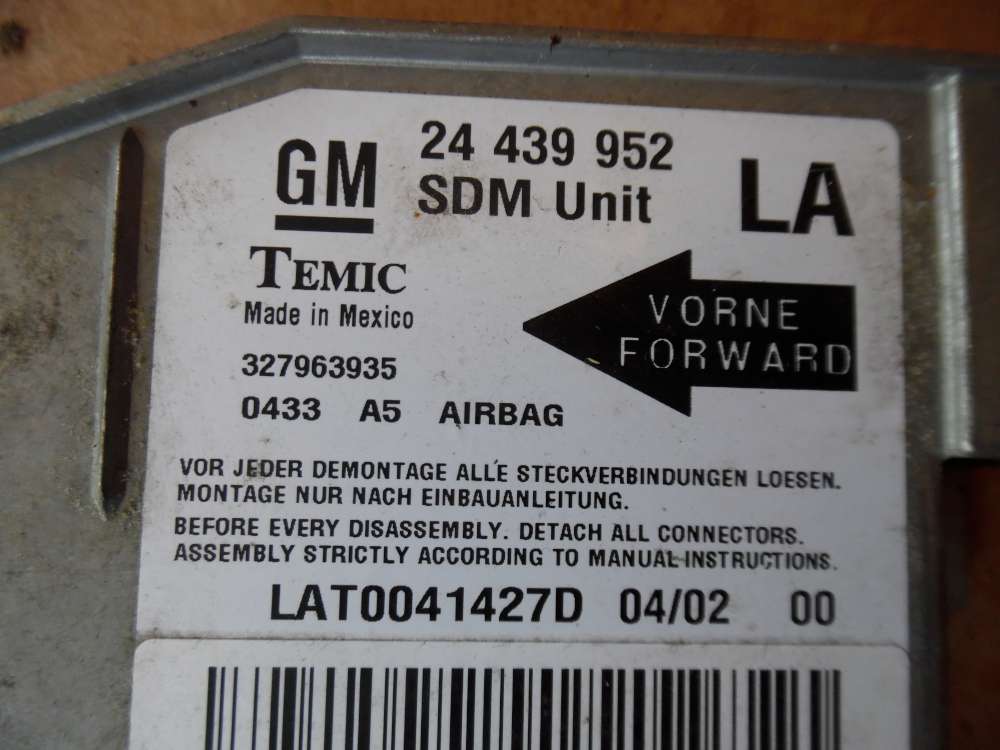 24 439 952
GM SDM Unit LA
TEMIC
Made in Mexico
VORNE
FORWARD
327963935
0433 A5 AIRBAG
VOR JEDER DEMONTAGE ALLE STECKVERBINDUNGEN LOESEN.
MONTAGE NUR NACH EINBAUANLEITUNG.
BEFORE EVERY DISASSEMBLY. DETACH ALL CONNECTORS.
ASSEMBLY STRICTLY ACCORDING TO MANUAL-INSTRUCTIONS.
LAT0041427D 04/02 00